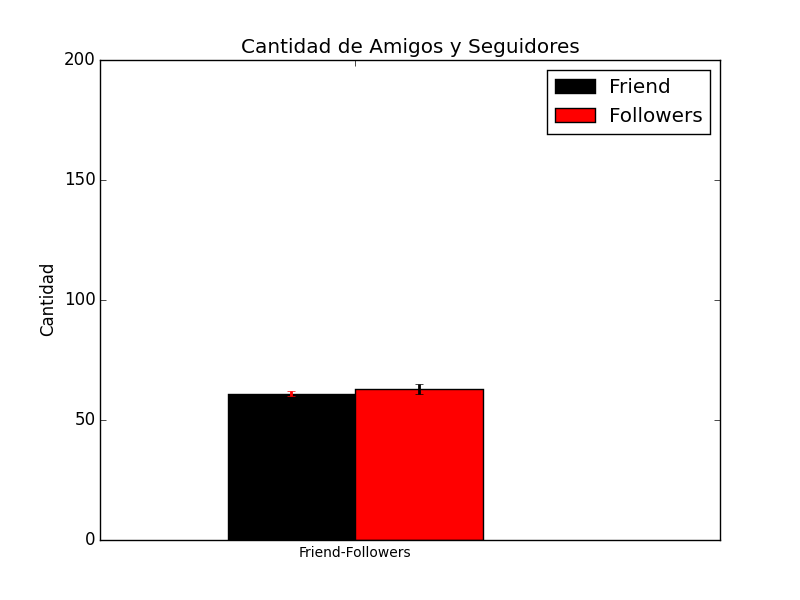 Cantidad de Amigos y Seguidores
200
Friend
Followers
150
Cantidad
100
50
0
Friend-Followers